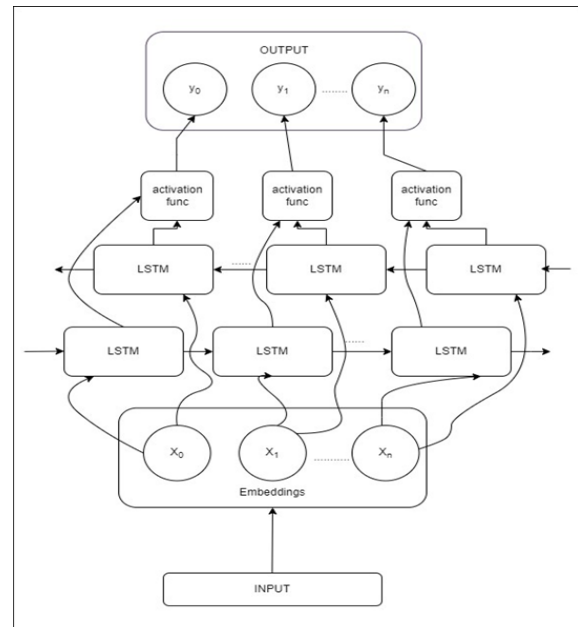 OUTPUT
y₀ y₁ ........ yₙ
activation func activation func activation func
LSTM ...... LSTM LSTM
LSTM LSTM ...... LSTM
X₀ X₁ ........... Xₙ
Embeddings
INPUT